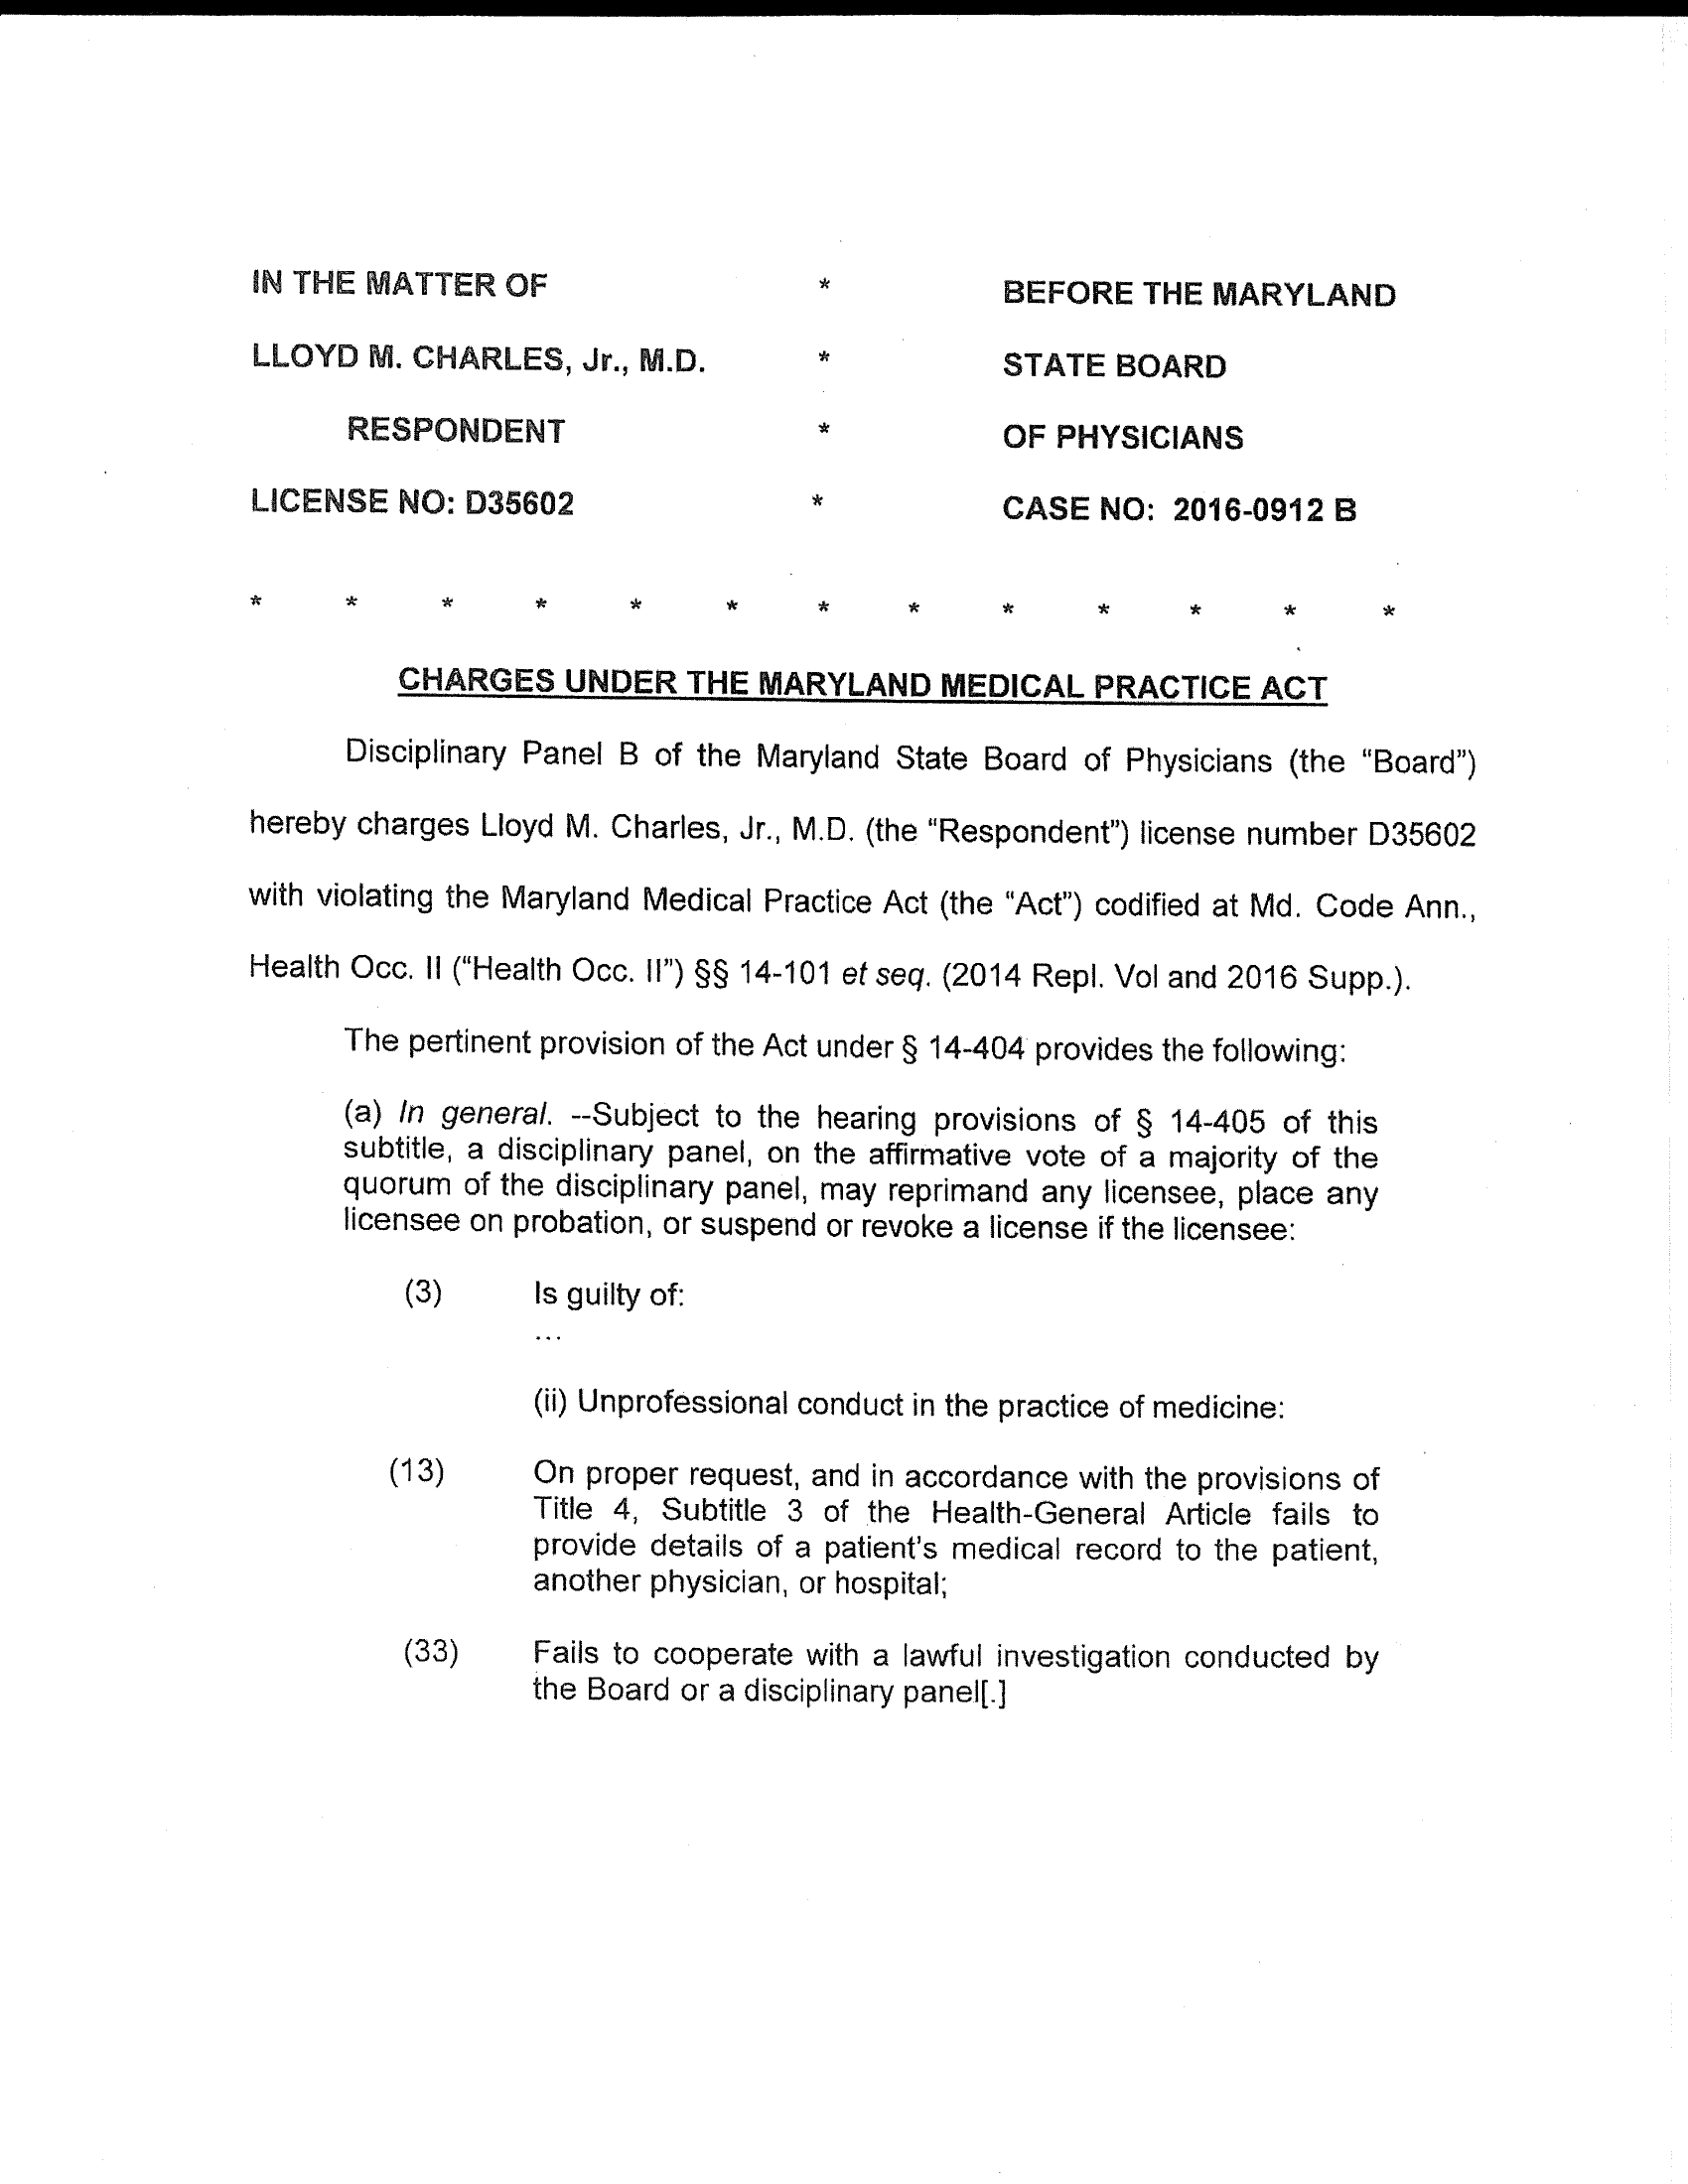 IN THE MATTER OF * BEFORE THE MARYLAND
LLOYD M. CHARLES, Jr., M.D. * STATE BOARD
RESPONDENT * OF PHYSICIANS
LICENSE NO: D35602 * CASE NO: 2016-0912 B
* * * * * * * * * * * * *
CHARGES UNDER THE MARYLAND MEDICAL PRACTICE ACT
Disciplinary Panel B of the Maryland State Board of Physicians (the “Board”)
hereby charges Lloyd M. Charles, Jr., M.D. (the “Respondent”) license number D35602
with violating the Maryland Medical Practice Act (the “Act”) codified at Md. Code Ann.,
Health Occ. II (“Health Occ. II”) §§ 14-101 et seq. (2014 Repl. Vol and 2016 Supp.).
The pertinent provision of the Act under § 14-404 provides the following:
(a) In general. --Subject to the hearing provisions of § 14-405 of this
subtitle, a disciplinary panel, on the affirmative vote of a majority of the
quorum of the disciplinary panel, may reprimand any licensee, place any
licensee on probation, or suspend or revoke a license if the licensee:
(3) Is guilty of:
...
(ii) Unprofessional conduct in the practice of medicine:
(13) On proper request, and in accordance with the provisions of
Title 4, Subtitle 3 of the Health-General Article fails to
provide details of a patient's medical record to the patient,
another physician, or hospital;
(33) Fails to cooperate with a lawful investigation conducted by
the Board or a disciplinary panel[.]